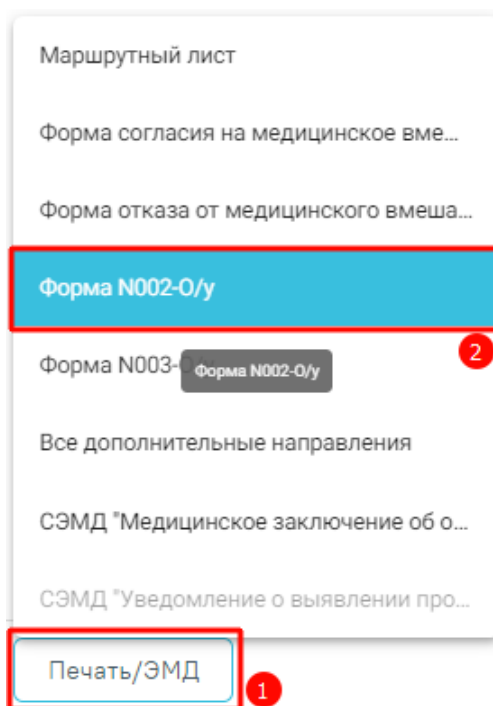 Маршрутный лист
Форма согласия на медицинское вме...
Форма отказа от медицинского вмеша...
Форма N002-О/у
2
Форма N003-О/у
Форма N002-О/у
Все дополнительные направления
СЭМД "Медицинское заключение об о...
СЭМД "Уведомление о выявлении про...
Печать/ЭМД
1